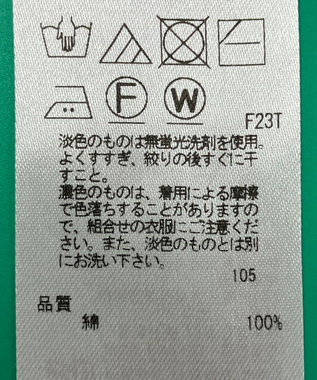 F W
F23T
淡色のものは無蛍光洗剤を使用。
よくすすぎ、絞りの後すぐに干
すこと。
濃色のものは、着用による摩擦
で色落ちすることがありますの
で、組合せの衣服にご注意くださ
い。また、淡色のものとは別
にお洗い下さい。
105
品質
綿 100%